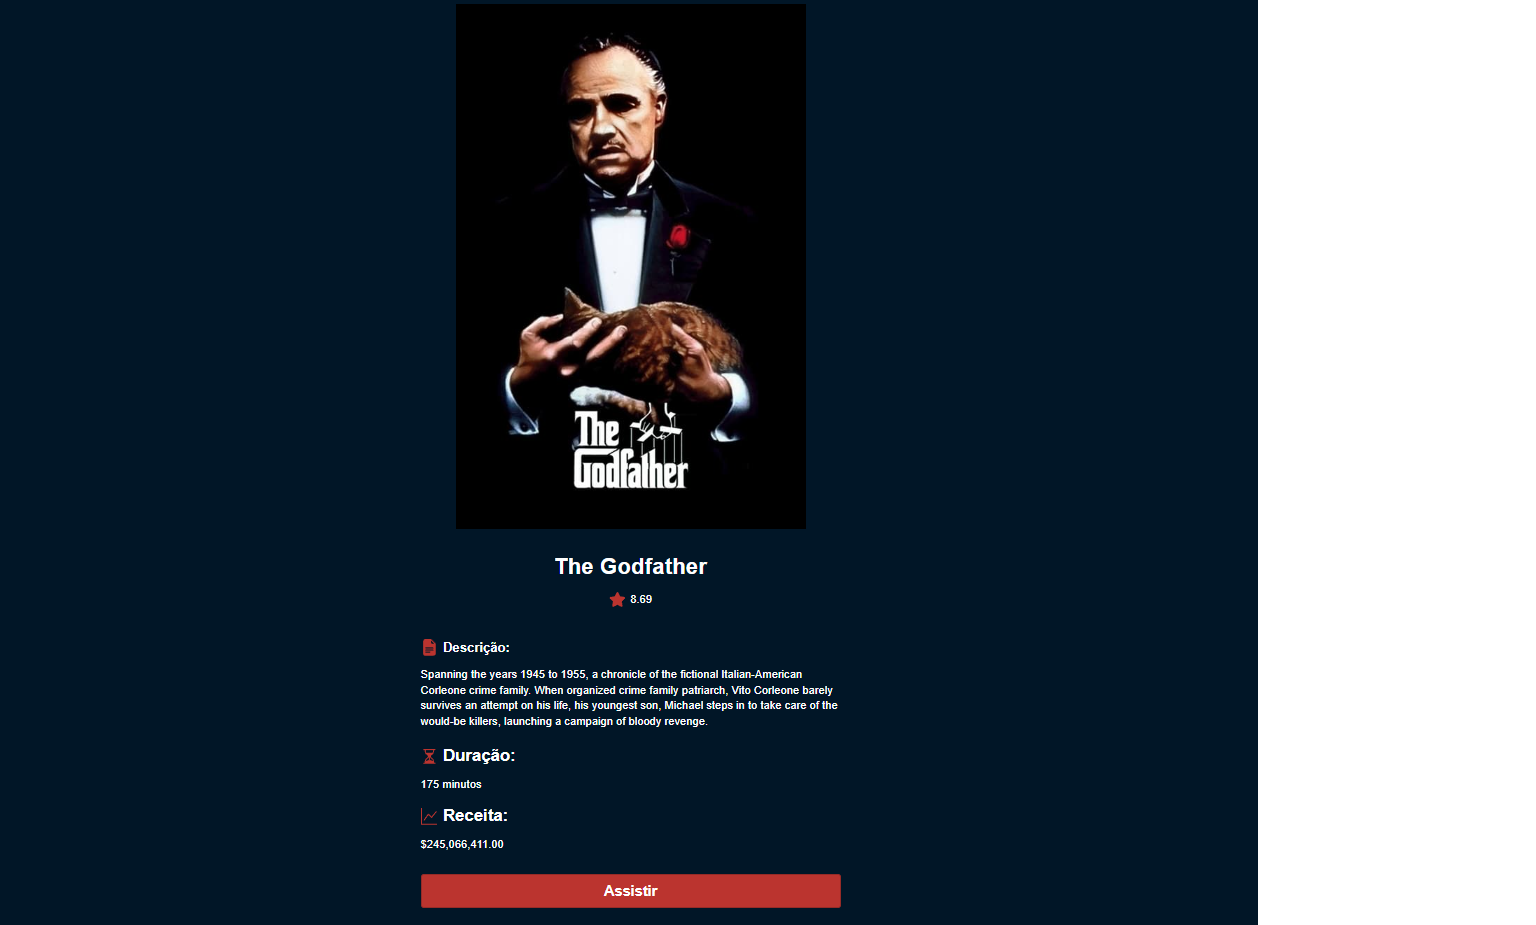 The
Godfather
The Godfather
8.69
Descrição:
Spanning the years 1945 to 1955, a chronicle of the fictional Italian-American
Corleone crime family. When organized crime family patriarch, Vito Corleone barely
survives an attempt on his life, his youngest son, Michael steps in to take care of the
would-be killers, launching a campaign of bloody revenge.
Duração:
175 minutos
Receita:
$245,066,411.00
Assistir